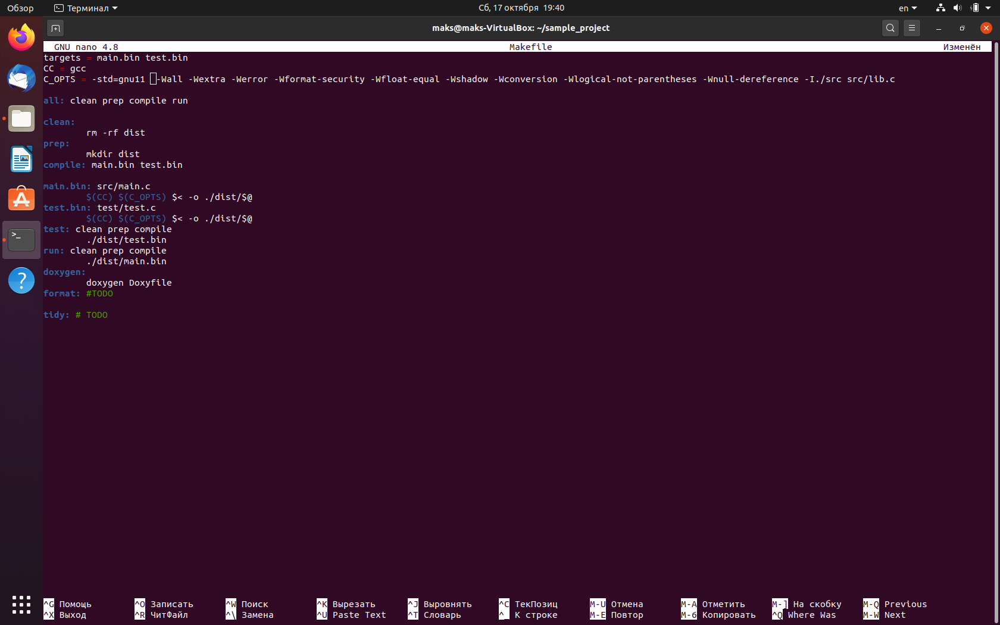 Обзор Терминал Сб, 17 октября 19:40 en
maks@maks-VirtualBox: ~/sample_project
GNU nano 4.8 Makefile Изменён
targets = main.bin test.bin
CC = gcc
C_OPTS = -std=gnu11 -Wall -Wextra -Werror -Wformat-security -Wfloat-equal -Wshadow -Wconversion -Wlogical-not-parentheses -Wnull-dereference -I./src src/lib.c
all: clean prep compile run
clean:
rm -rf dist
prep:
mkdir dist
compile: main.bin test.bin
main.bin: src/main.c
$(CC) $(C_OPTS) $< -o ./dist/$@
test.bin: test/test.c
$(CC) $(C_OPTS) $< -o ./dist/$@
test: clean prep compile
./dist/test.bin
run: clean prep compile
./dist/main.bin
doxygen:
doxygen Doxyfile
format: #TODO
tidy: # TODO
^G Помощь ^O Записать ^W Поиск ^K Вырезать ^J Выровнять ^C ТекПозиц M-U Отмена M-A Отметить M-] На скобку M-Q Previous
^X Выход ^R ЧитФайл ^\ Замена ^U Paste Text ^T Словарь ^_ К строке M-E Повтор M-6 Копировать ^Q Where Was M-W Next